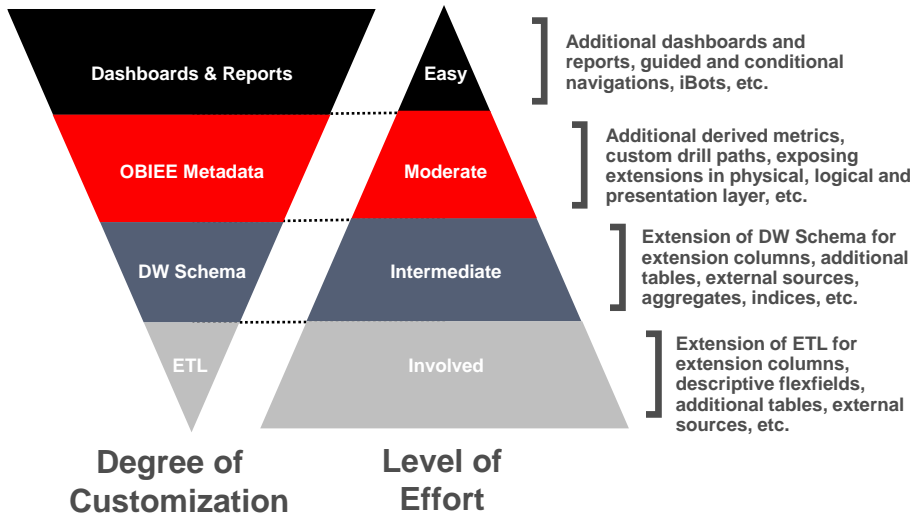 Dashboards & Reports
Easy
Additional dashboards and
reports, guided and conditional
navigations, iBots, etc.
OBIEE Metadata
Moderate
Additional derived metrics,
custom drill paths, exposing
extensions in physical, logical and
presentation layer, etc.
DW Schema
Intermediate
Extension of DW Schema for
extension columns, additional
tables, external sources,
aggregates, indices, etc.
ETL
Involved
Extension of ETL for
extension columns,
descriptive flexfields,
additional tables, external
sources, etc.
Degree of
Customization
Level of
Effort